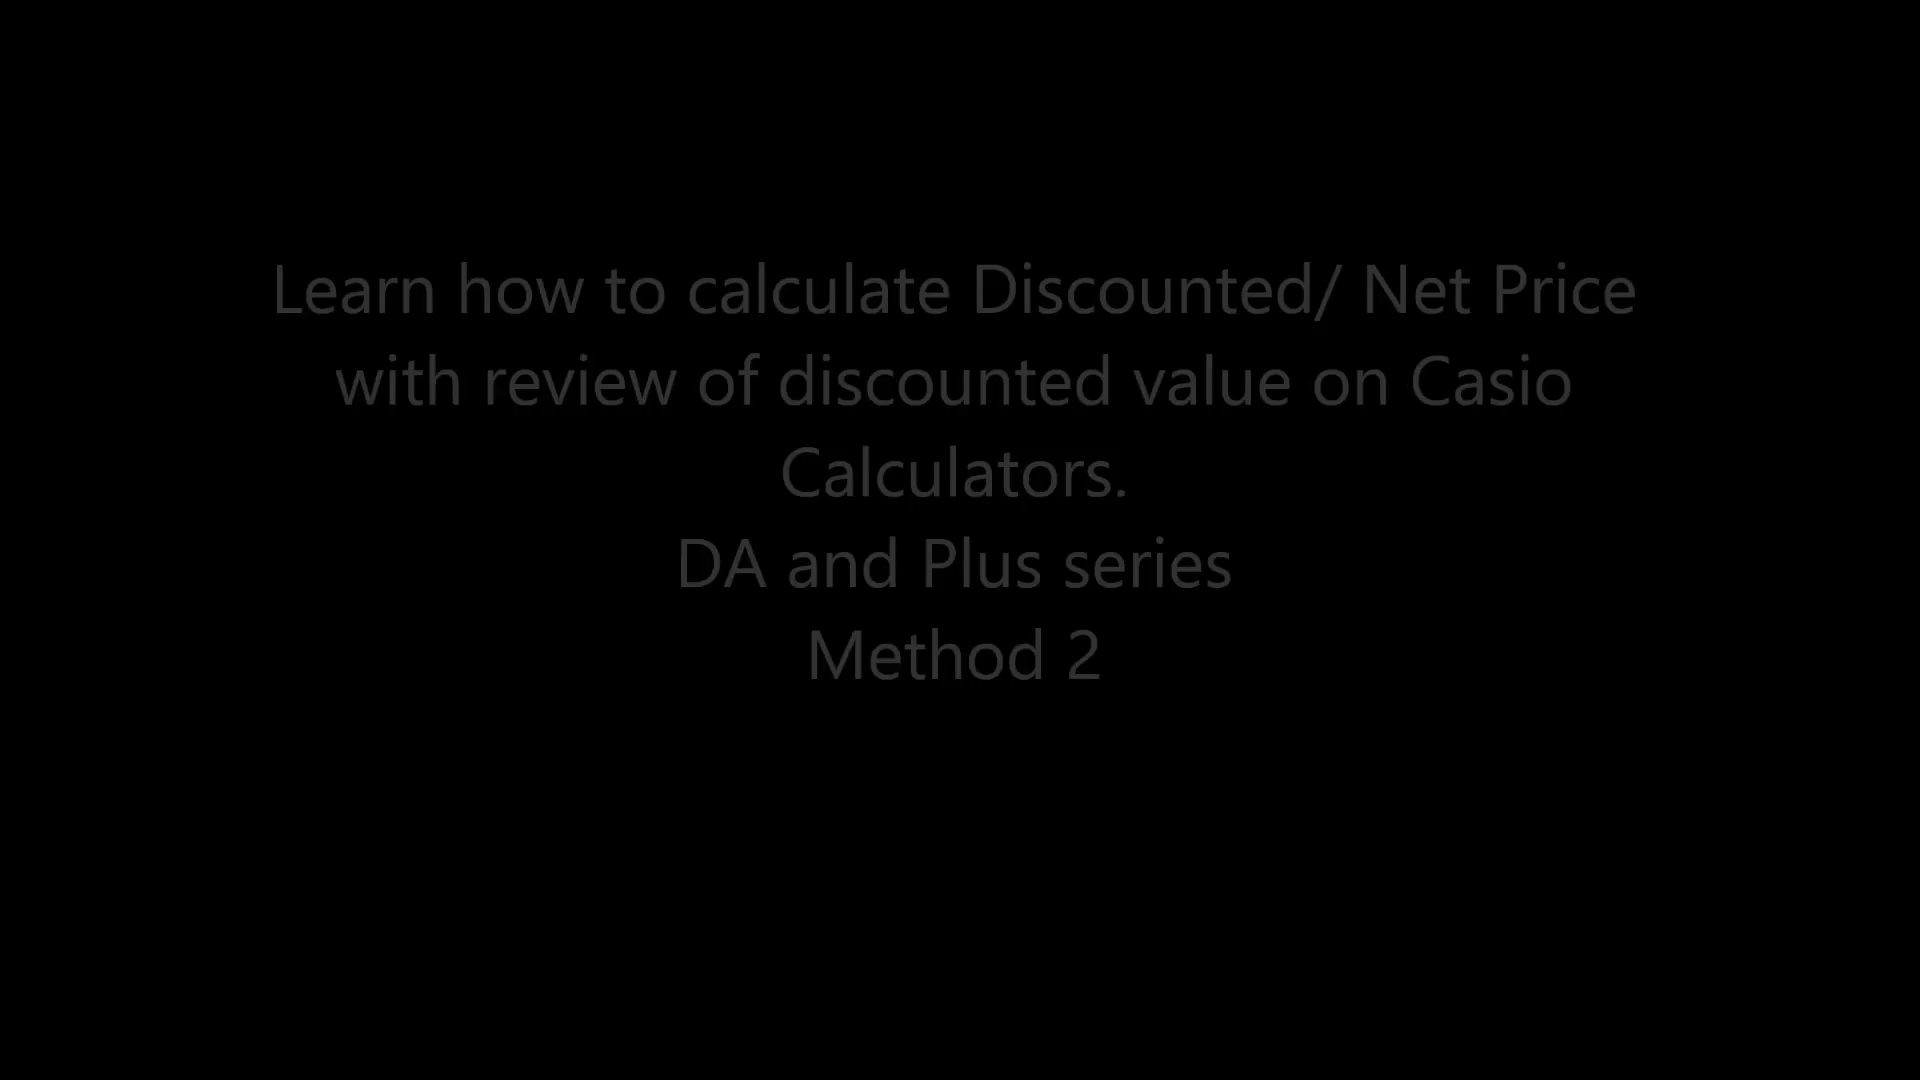 Learn how to calculate Discounted/ Net Price
with review of discounted value on Casio
Calculators.
DA and Plus series
Method 2